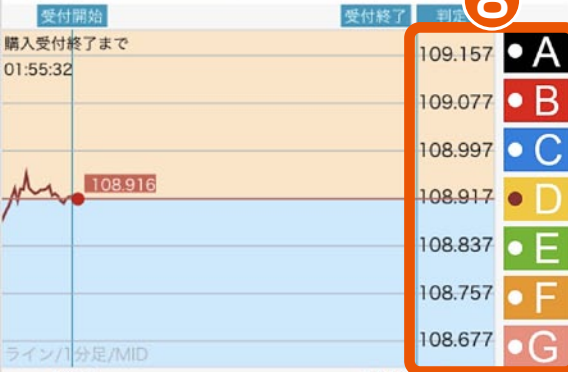 受付開始
受付終了
判定
⑧
購入受付終了まで
01:55:32
109.157 A
109.077 B
108.997 C
108.916
108.917 D
108.837 E
108.757 F
108.677 G
ライン/1分足/MID